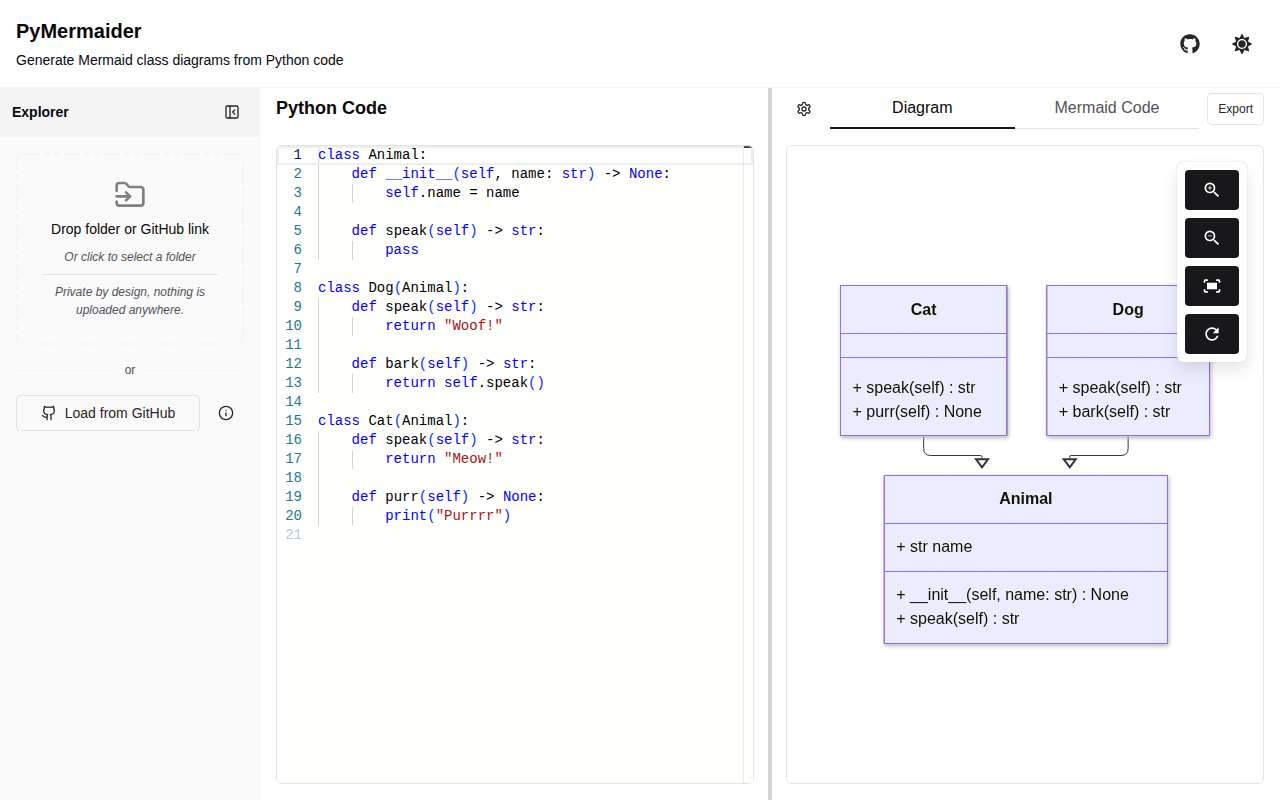 PyMermaider
Generate Mermaid class diagrams from Python code
Explorer
Drop folder or GitHub link
Or click to select a folder
Private by design, nothing is
uploaded anywhere.
or
Load from GitHub
Python Code
1 class Animal:
2     def __init__(self, name: str) -> None:
3         self.name = name
4
5     def speak(self) -> str:
6         pass
7
8 class Dog(Animal):
9     def speak(self) -> str:
10         return "Woof!"
11
12     def bark(self) -> str:
13         return self.speak()
14
15 class Cat(Animal):
16     def speak(self) -> str:
17         return "Meow!"
18
19     def purr(self) -> None:
20         print("Purrrr")
21
Diagram
Mermaid Code
Export
Cat
+ speak(self) : str
+ purr(self) : None
Dog
+ speak(self) : str
+ bark(self) : str
Animal
+ str name
+ __init__(self, name: str) : None
+ speak(self) : str